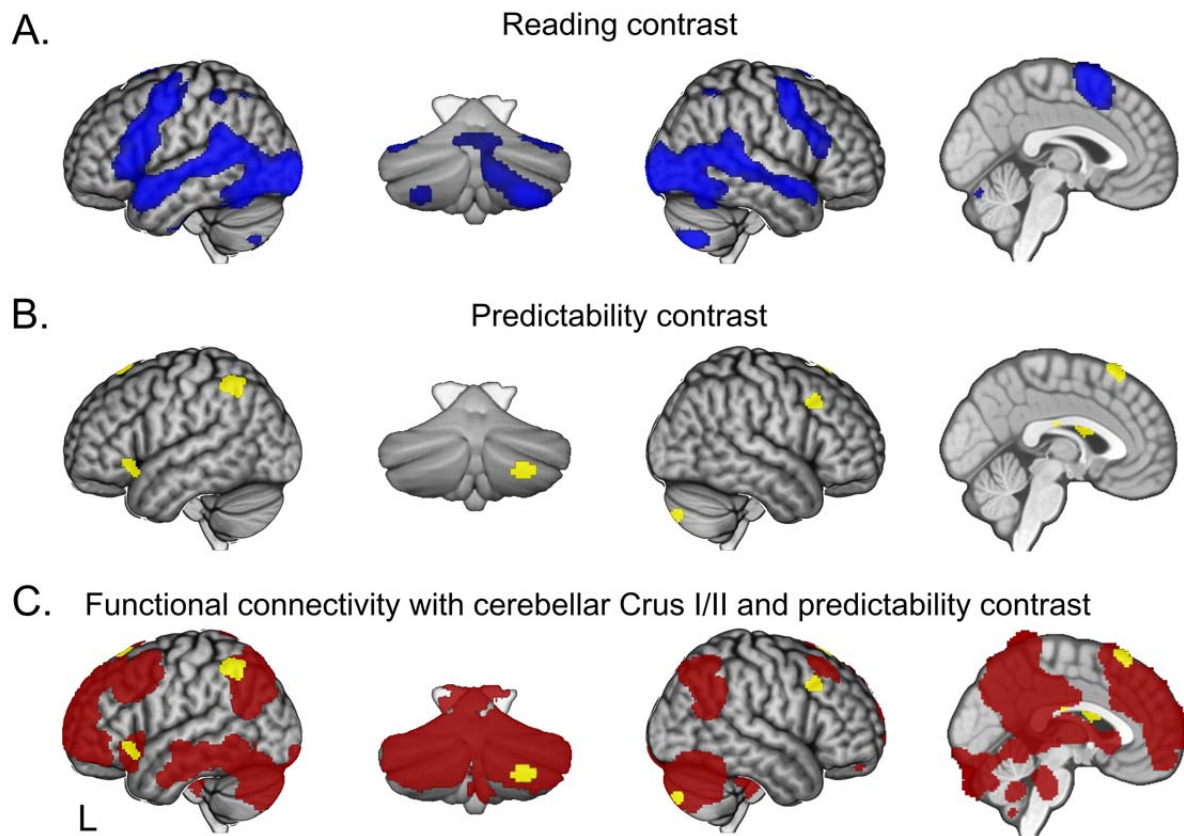 A.
Reading contrast
B.
Predictability contrast
C.
Functional connectivity with cerebellar Crus I/II and predictability contrast
L